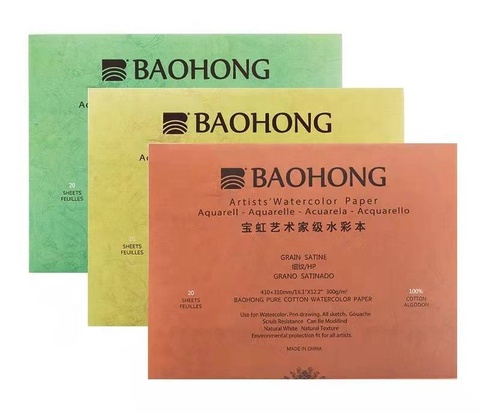 BAOHONG
20
SHEETS
FEUILLES
BAOHONG
SHEETS
FEUILLES
BAOHONG
Artists'Watercolor Paper
Aquarell - Aquarelle - Acuarela - Acquarello
宝虹艺术家级水彩本
GRAIN SATINE
细纹/HP
GRANO SATINADO
410×310mm/16.1"X12.2" 300g/m²
BAOHONG PURE COTTON WATERCOLOR PAPER
20
SHEETS
FEUILLES
100%
COTTON
ALGODON
Use for Watercolor, Pen drawing, All sketch, Gouache
Scrub Resistance Can Be Modified
Natural White Natural Texture
Environmental protection fit for all artists.
MADE IN CHINA